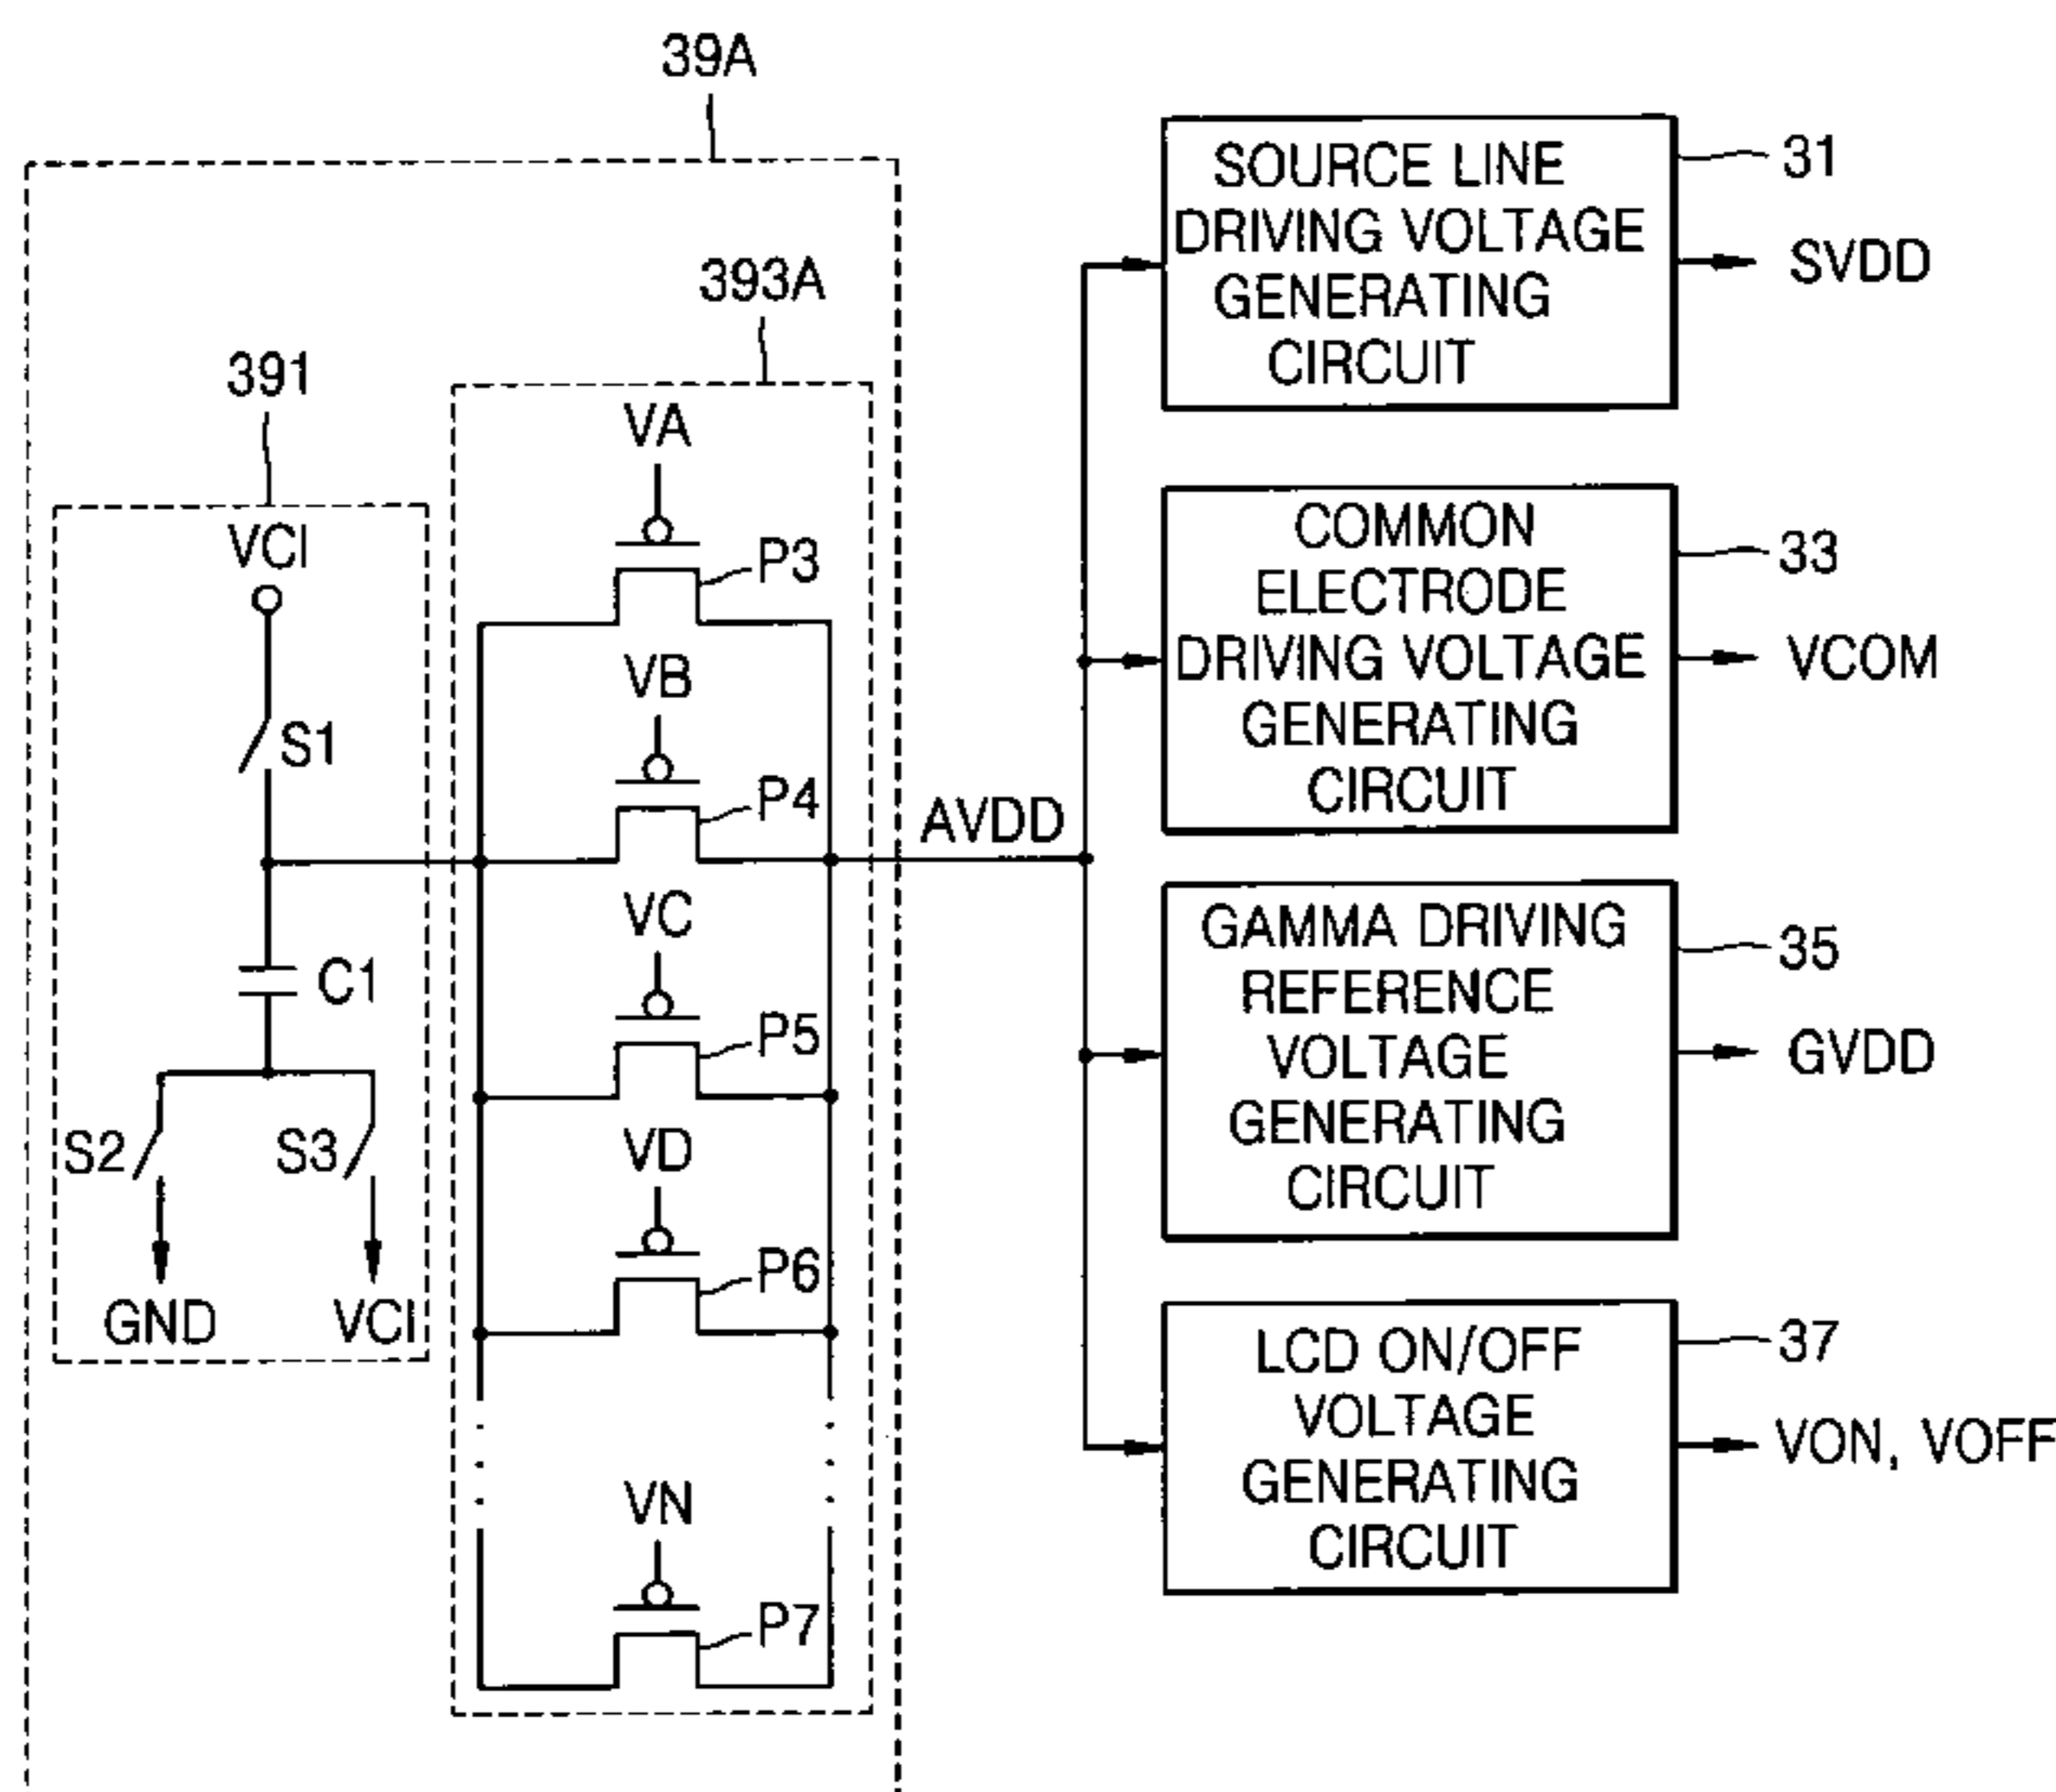 39A
393A
391
VCI
S1
C1
S2
S3
GND
VCI
VA
P3
VB
P4
VC
P5
VD
P6
VN
P7
AVDD
SOURCE LINE
DRIVING VOLTAGE
GENERATING
CIRCUIT
31
SVDD
COMMON
ELECTRODE
DRIVING VOLTAGE
GENERATING
CIRCUIT
33
VCOM
GAMMA DRIVING
REFERENCE
VOLTAGE
GENERATING
CIRCUIT
35
GVDD
LCD ON/OFF
VOLTAGE
GENERATING
CIRCUIT
37
VON, VOFF